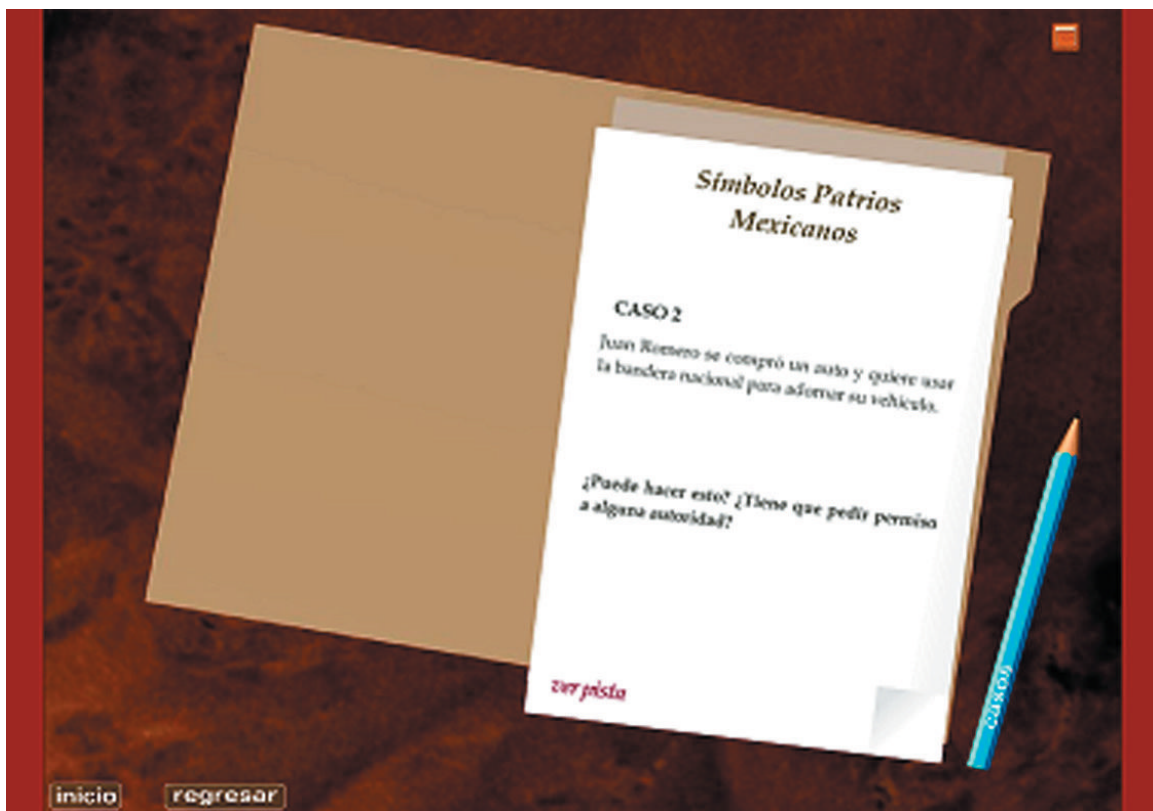 Símbolos Patrios
Mexicanos
CASO 2
Juan Romero se compró un auto y quiere usar
la bandera nacional para adornar su vehículo.
¿Puede hacer esto? ¿Tiene que pedir permiso
a alguna autoridad?
ver pista
casos
inicio
regresar